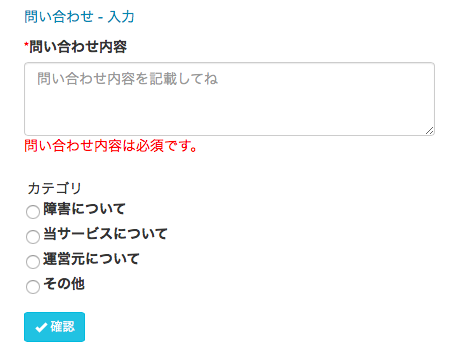 問い合わせ - 入力
*問い合わせ内容
問い合わせ内容を記載してね
問い合わせ内容は必須です。
カテゴリ
障害について
当サービスについて
運営元について
その他
確認